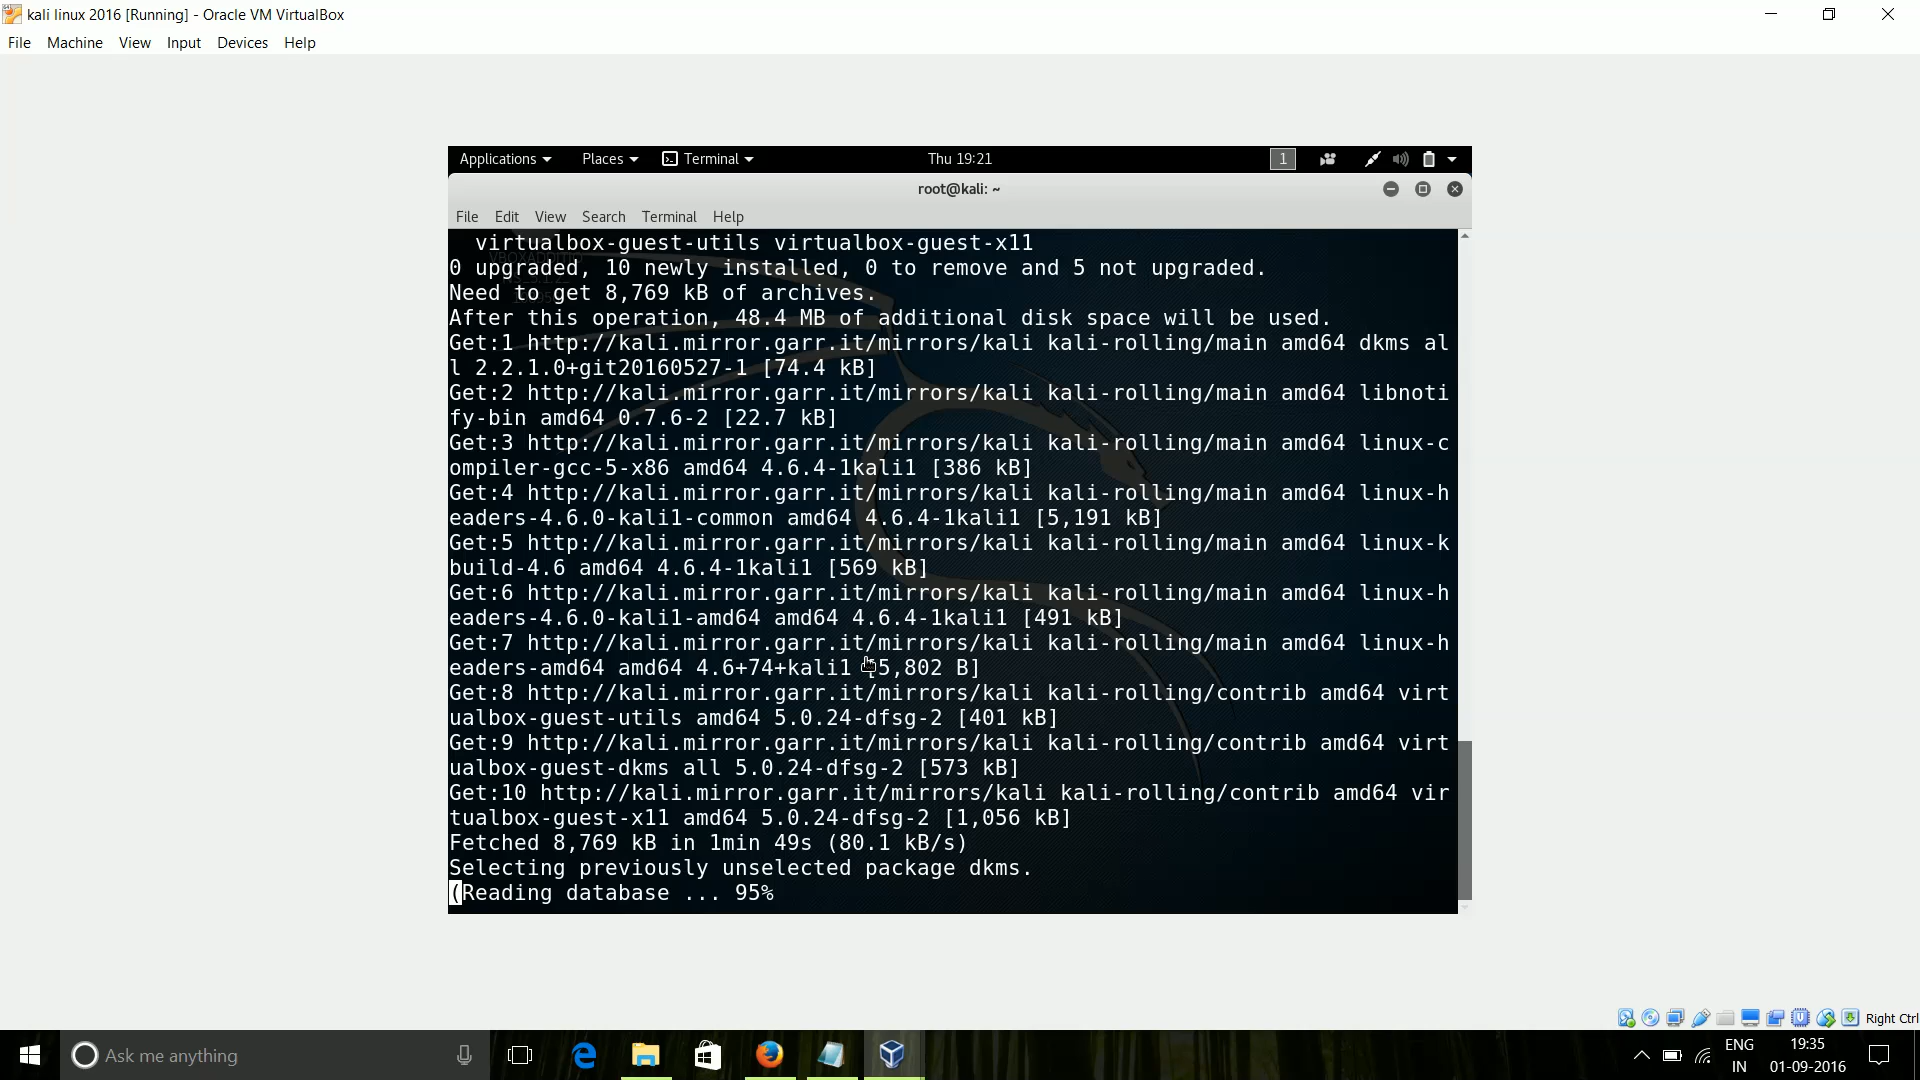 kali linux 2016 [Running] - Oracle VM VirtualBox
File Machine View Input Devices Help
Applications Places Terminal Thu 19:21 1
root@kali: ~
File Edit View Search Terminal Help
virtualbox-guest-utils virtualbox-guest-x11
0 upgraded, 10 newly installed, 0 to remove and 5 not upgraded.
Need to get 8,769 kB of archives.
After this operation, 48.4 MB of additional disk space will be used.
Get:1 http://kali.mirror.garr.it/mirrors/kali kali-rolling/main amd64 dkms al
l 2.2.1.0+git20160527-1 [74.4 kB]
Get:2 http://kali.mirror.garr.it/mirrors/kali kali-rolling/main amd64 libnoti
fy-bin amd64 0.7.6-2 [22.7 kB]
Get:3 http://kali.mirror.garr.it/mirrors/kali kali-rolling/main amd64 linux-c
ompiler-gcc-5-x86 amd64 4.6.4-1kali1 [386 kB]
Get:4 http://kali.mirror.garr.it/mirrors/kali kali-rolling/main amd64 linux-h
eaders-4.6.0-kali1-common amd64 4.6.4-1kali1 [5,191 kB]
Get:5 http://kali.mirror.garr.it/mirrors/kali kali-rolling/main amd64 linux-k
build-4.6 amd64 4.6.4-1kali1 [569 kB]
Get:6 http://kali.mirror.garr.it/mirrors/kali kali-rolling/main amd64 linux-h
eaders-4.6.0-kali1-amd64 amd64 4.6.4-1kali1 [491 kB]
Get:7 http://kali.mirror.garr.it/mirrors/kali kali-rolling/main amd64 linux-h
eaders-amd64 amd64 4.6+74+kali1 [5,802 B]
Get:8 http://kali.mirror.garr.it/mirrors/kali kali-rolling/contrib amd64 virt
ualbox-guest-utils amd64 5.0.24-dfsg-2 [401 kB]
Get:9 http://kali.mirror.garr.it/mirrors/kali kali-rolling/contrib amd64 virt
ualbox-guest-dkms all 5.0.24-dfsg-2 [573 kB]
Get:10 http://kali.mirror.garr.it/mirrors/kali kali-rolling/contrib amd64 vir
tualbox-guest-x11 amd64 5.0.24-dfsg-2 [1,056 kB]
Fetched 8,769 kB in 1min 49s (80.1 kB/s)
Selecting previously unselected package dkms.
(Reading database ... 95%
Right Ctrl
Ask me anything
ENG
IN
19:35
01-09-2016